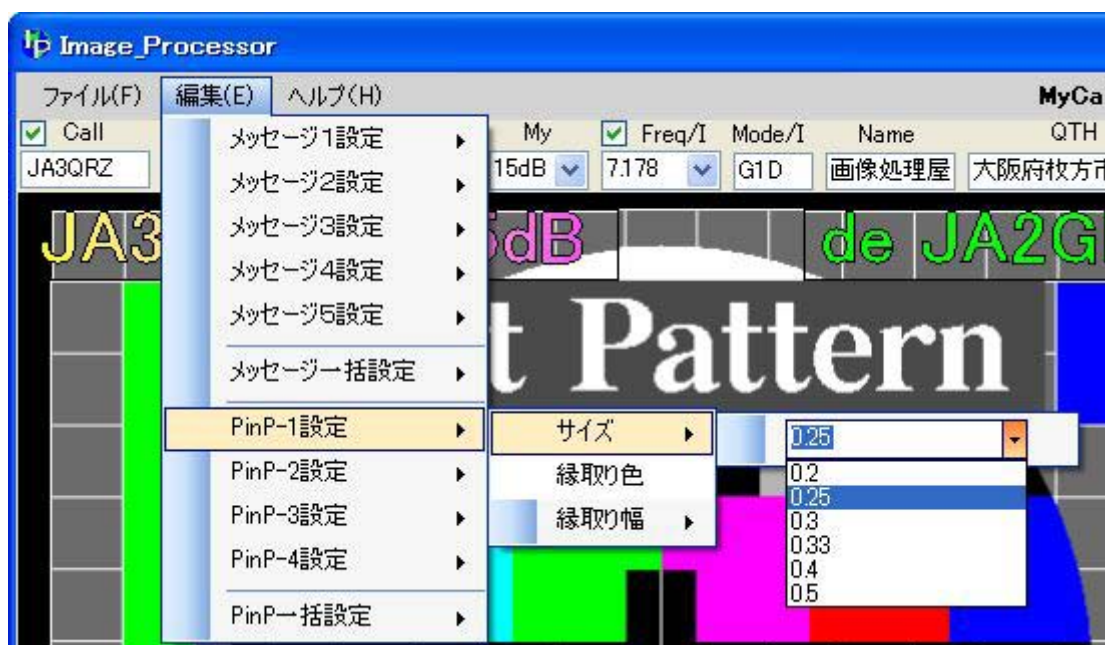 Image_Processor
ファイル(F) 編集(E) ヘルプ(H) MyCa
Call My Freq/I Mode/I Name QTH
JA3QRZ 15dB 7.178 G1D 画像処理屋 大阪府枚方市
JA3 5dB de JA2G
t Pattern
メッセージ1設定
メッセージ2設定
メッセージ3設定
メッセージ4設定
メッセージ5設定
メッセージ一括設定
PinP-1設定 サイズ 0.25
PinP-2設定 縁取り色 0.2
0.25
PinP-3設定 縁取り幅 0.3
0.33
PinP-4設定 0.4
0.5
PinP一括設定